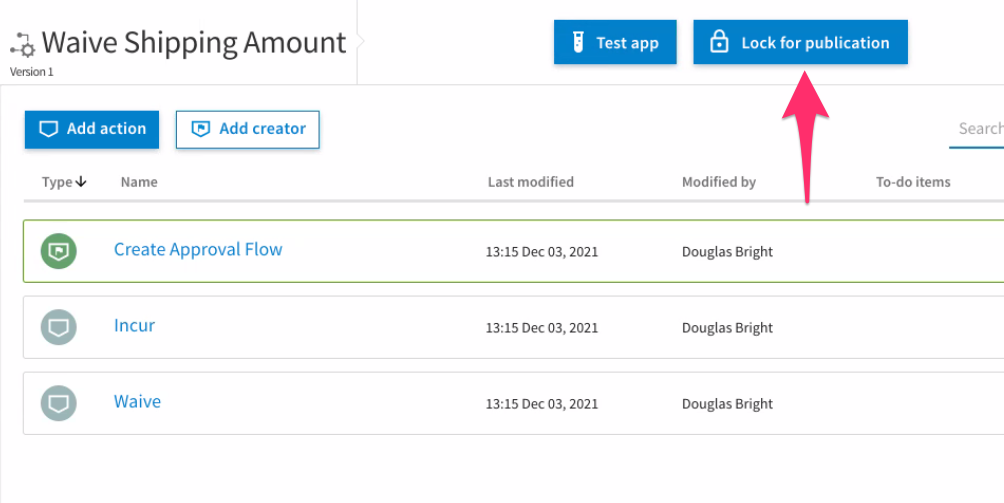 Waive Shipping Amount
Version 1
Test app
Lock for publication
Add action
Add creator
Search
Type Name Last modified Modified by To-do items
Create Approval Flow 13:15 Dec 03, 2021 Douglas Bright
Incur 13:15 Dec 03, 2021 Douglas Bright
Waive 13:15 Dec 03, 2021 Douglas Bright